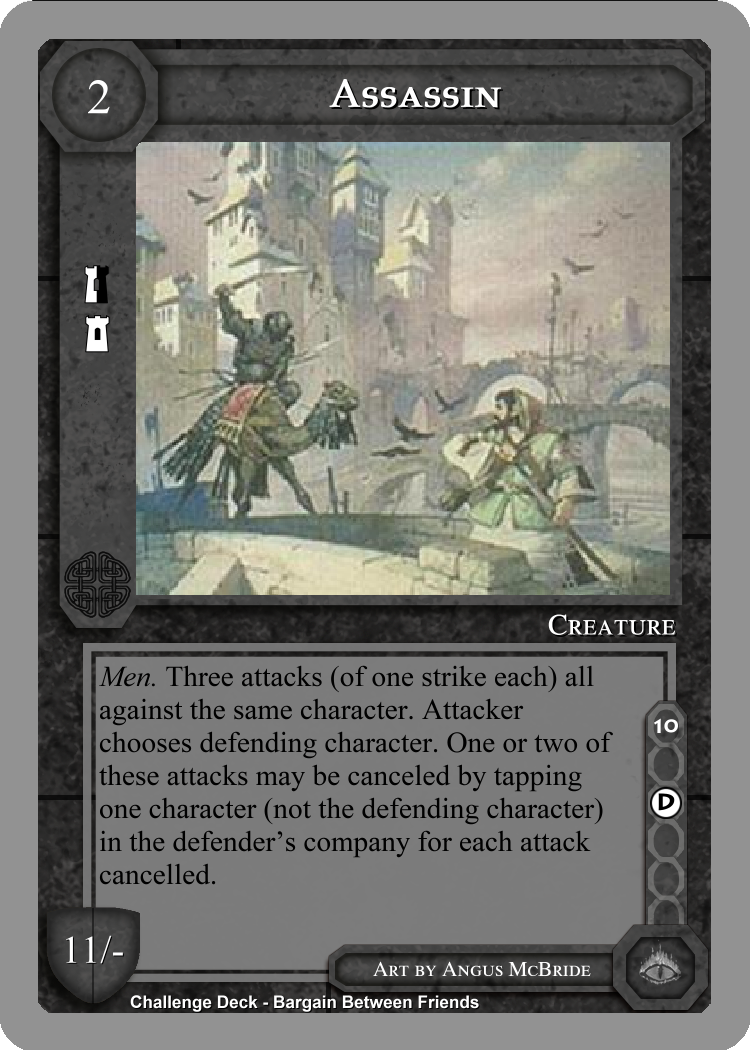 2
Assassin
Creature
Men. Three attacks (of one strike each) all
against the same character. Attacker
chooses defending character. One or two of
these attacks may be canceled by tapping
one character (not the defending character)
in the defender’s company for each attack
cancelled.
10
D
11/-
Art by Angus McBride
Challenge Deck - Bargain Between Friends